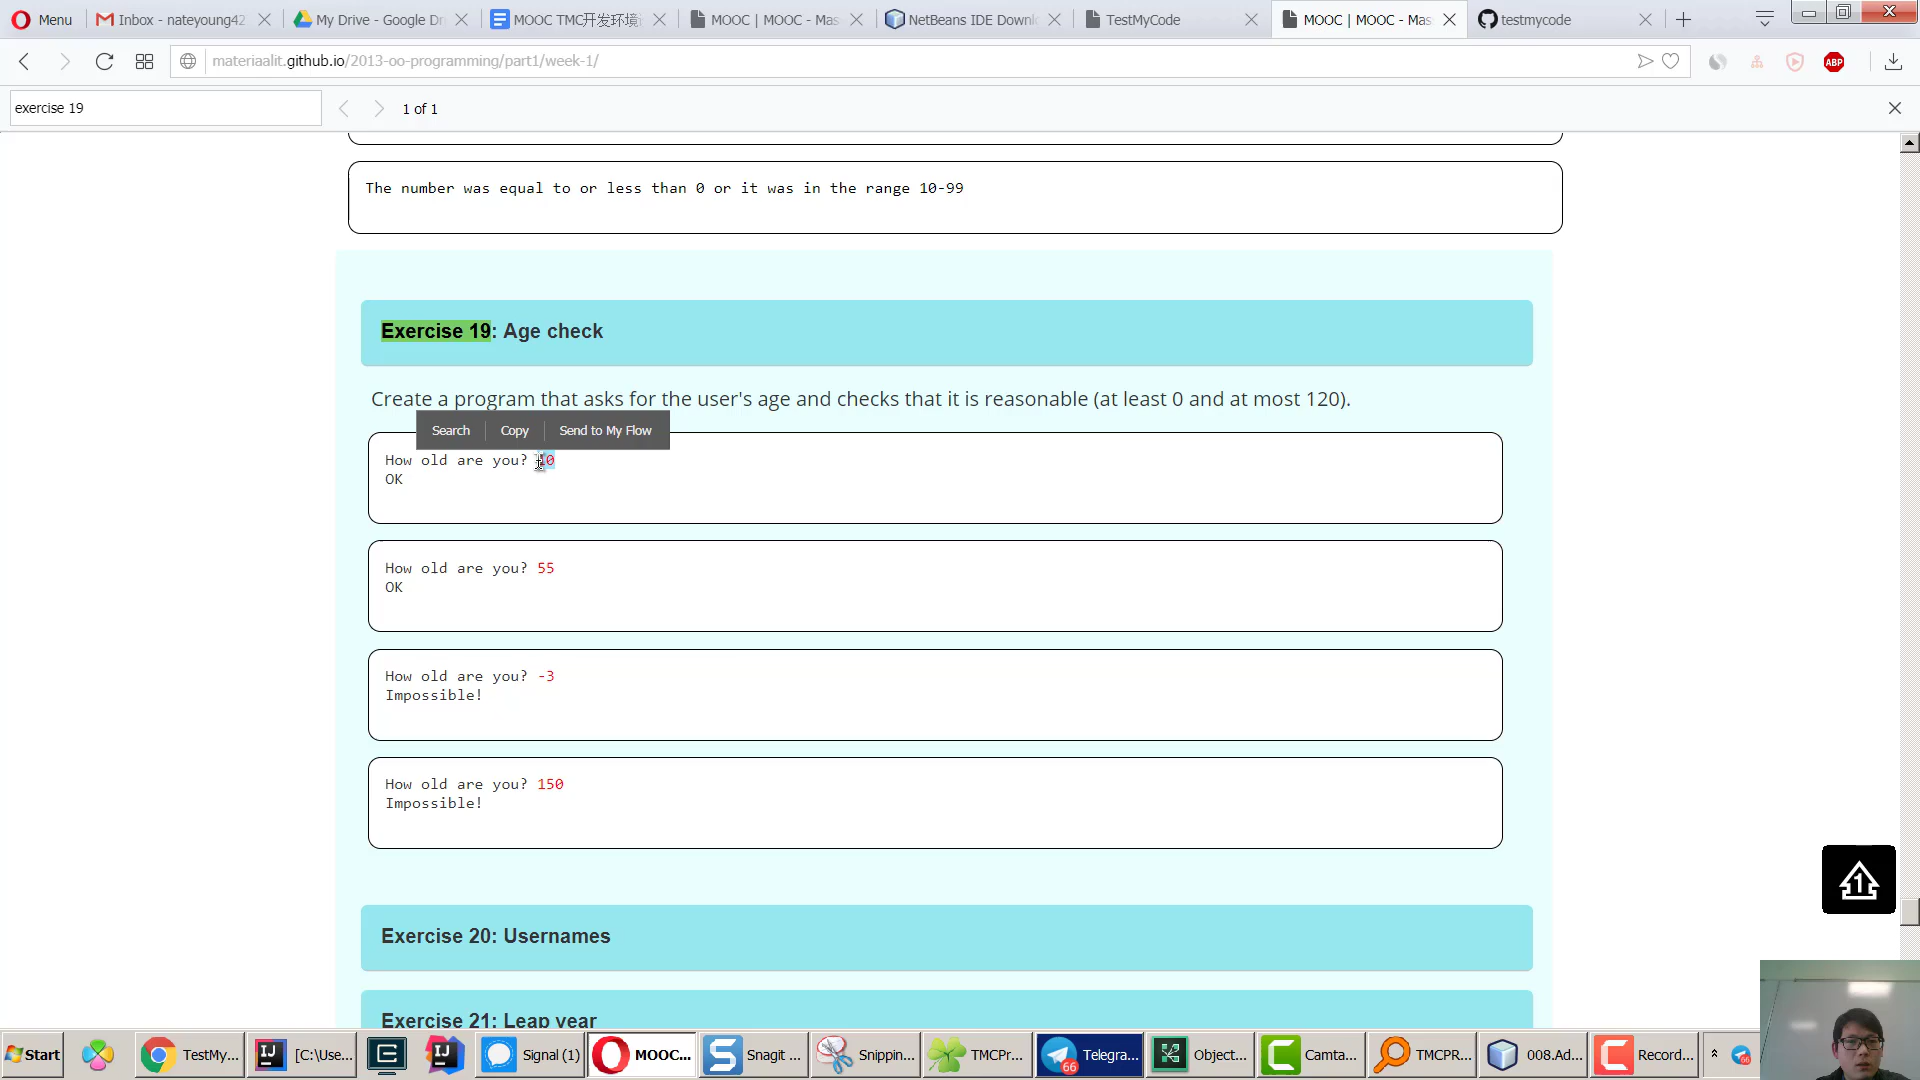 Menu
Inbox - nateyoung42
My Drive - Google Dri
MOOC TMC开发环境
MOOC | MOOC - Mas
NetBeans IDE Downl
TestMyCode
MOOC | MOOC - Mas
testmycode
materiaalit.github.io/2013-oo-programming/part1/week-1/
ABP
exercise 19
1 of 1
The number was equal to or less than 0 or it was in the range 10-99
Exercise 19: Age check
Create a program that asks for the user's age and checks that it is reasonable (at least 0 and at most 120).
Search Copy Send to My Flow
How old are you? 10
OK
How old are you? 55
OK
How old are you? -3
Impossible!
How old are you? 150
Impossible!
Exercise 20: Usernames
Exercise 21: Leap year
Start
TestMy...
[C:\Use...
Signal (1)
MOOC...
Snagit ...
Snippin...
TMCPr...
66
Telegra...
Object...
Camta...
TMCPR...
008.Ad...
Record...